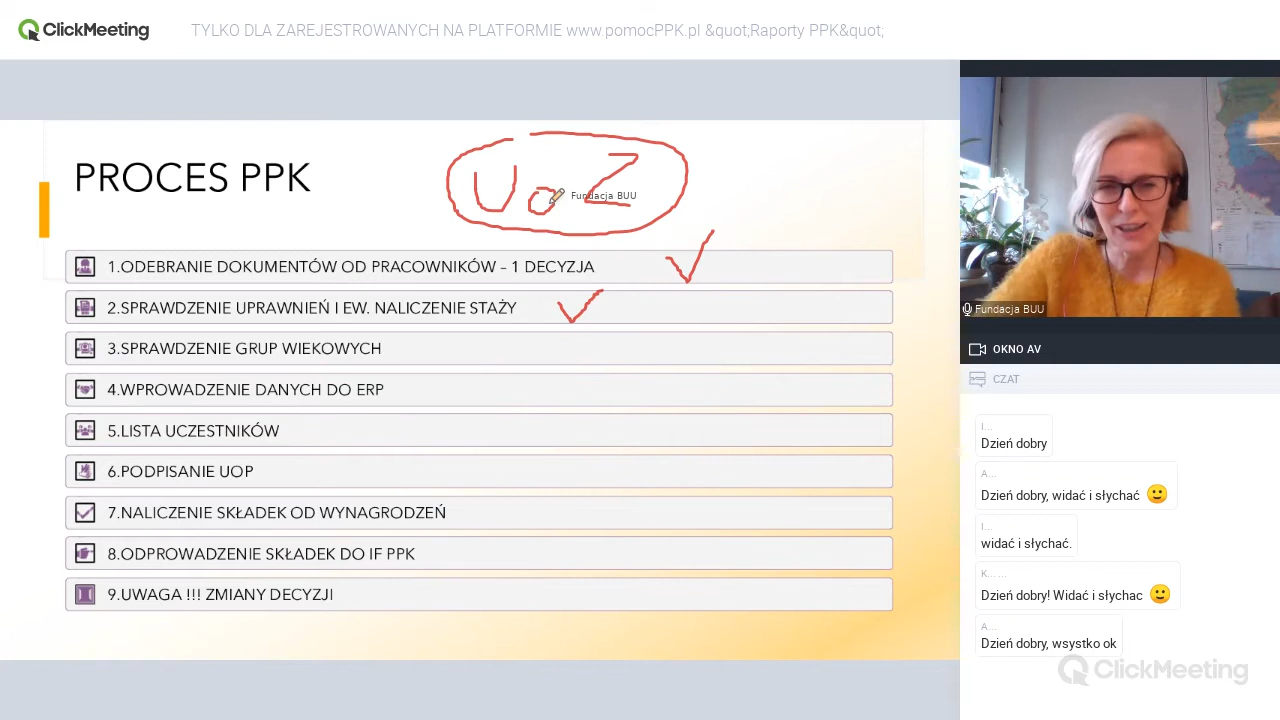 ClickMeeting
TYLKO DLA ZAREJESTROWANYCH NA PLATFORMIE www.pomocPPK.pl &quot;Raporty PPK&quot;
PROCES PPK
UoZ
Fundacja BUU
1.ODEBRANIE DOKUMENTÓW OD PRACOWNIKÓW – 1 DECYZJA
2.SPRAWDZENIE UPRAWNIEŃ I EW. NALICZENIE STAŻY
3.SPRAWDZENIE GRUP WIEKOWYCH
4.WPROWADZENIE DANYCH DO ERP
5.LISTA UCZESTNIKÓW
6.PODPISANIE UOP
7.NALICZENIE SKŁADEK OD WYNAGRODZEŃ
8.ODPROWADZENIE SKŁADEK DO IF PPK
9.UWAGA !!! ZMIANY DECYZJI
Fundacja BUU
OKNO AV
CZAT
I...
Dzień dobry
A...
Dzień dobry, widać i słychać
I...
widać i słychać.
K... ...
Dzień dobry! Widać i słychac
A...
Dzień dobry, wsystko ok
ClickMeeting